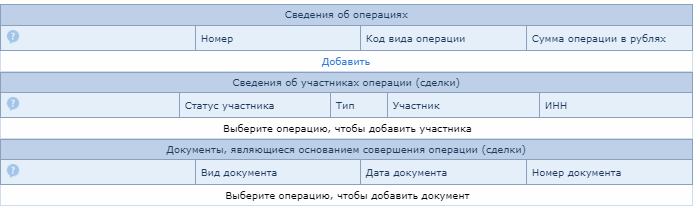 Сведения об операциях
? Номер Код вида операции Сумма операции в рублях
Добавить
Сведения об участниках операции (сделки)
? Статус участника Тип Участник ИНН
Выберите операцию, чтобы добавить участника
Документы, являющиеся основанием совершения операции (сделки)
? Вид документа Дата документа Номер документа
Выберите операцию, чтобы добавить документ